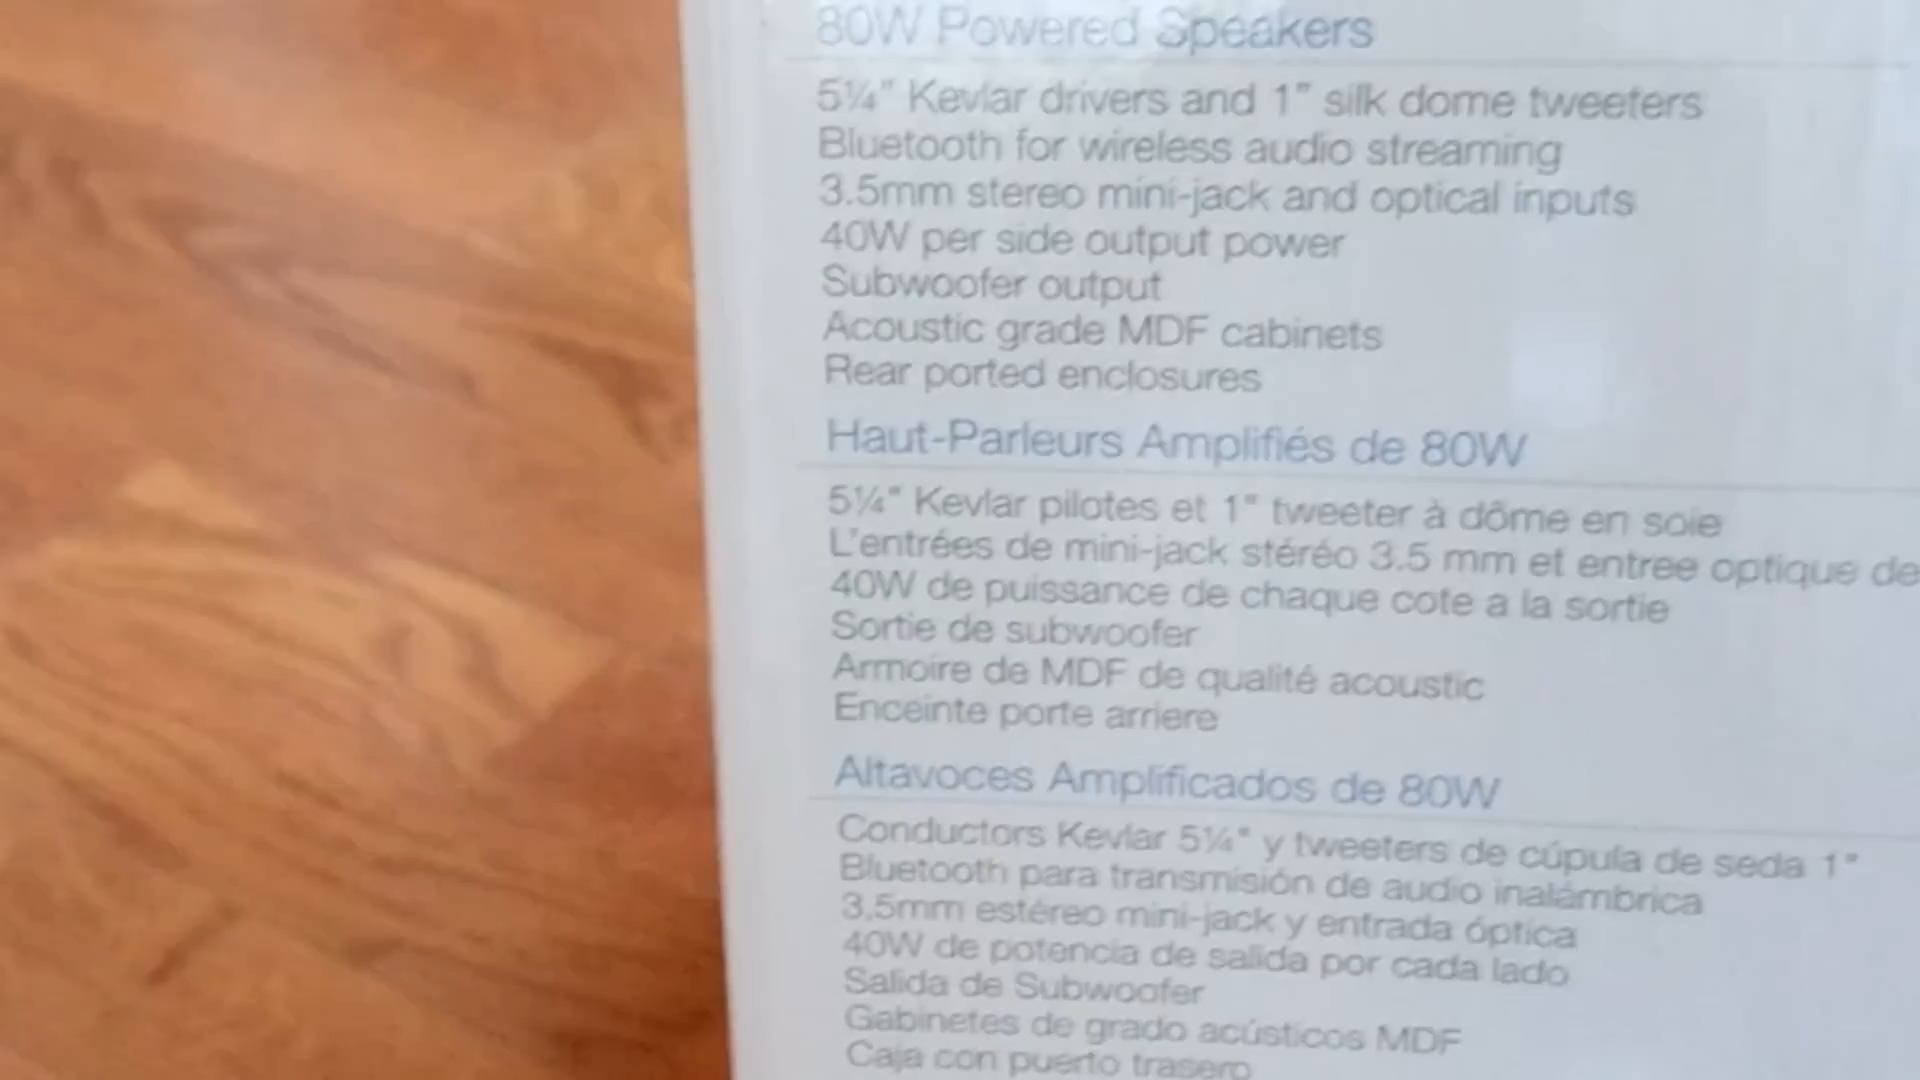 80W Powered Speakers
5¼" Kevlar drivers and 1" silk dome tweeters
Bluetooth for wireless audio streaming
3.5mm stereo mini-jack and optical inputs
40W per side output power
Subwoofer output
Acoustic grade MDF cabinets
Rear ported enclosures
Haut-Parleurs Amplifiés de 80W
5¼" Kevlar pilotes et 1" tweeter à dôme en soie
L'entrées de mini-jack stéréo 3.5 mm et entree optique de
40W de puissance de chaque cote a la sortie
Sortie de subwoofer
Armoire de MDF de qualité acoustic
Enceinte porte arriere
Altavoces Amplificados de 80W
Conductors Kevlar 5¼" y tweeters de cúpula de seda 1"
Bluetooth para transmisión de audio inalámbrica
3,5mm estéreo mini-jack y entrada óptica
40W de potencia de salida por cada lado
Salida de Subwoofer
Gabinetes de grado acústicos MDF
Caja con puerto trasero